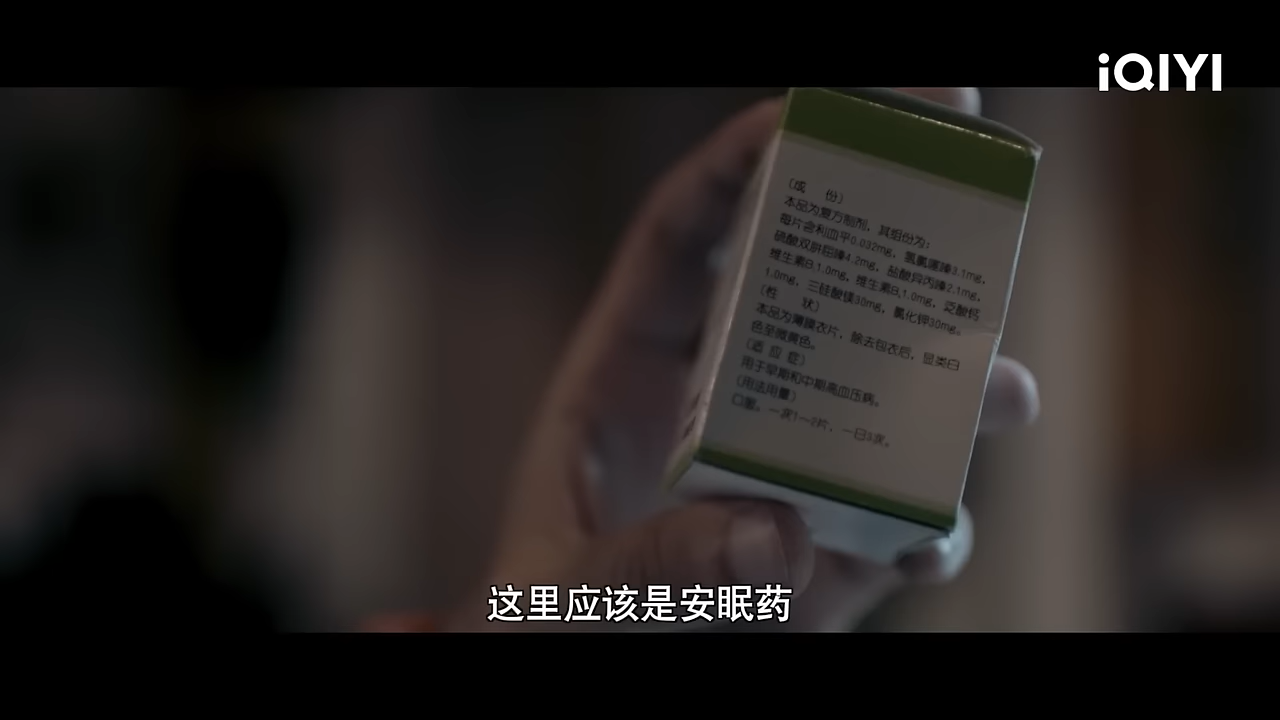 iQIYI
(成 份)
本品为复方制剂，其组份为：
每片含利血平0.032mg，氢氯噻嗪3.1mg，
硫酸双肼屈嗪4.2mg，盐酸异丙嗪2.1mg，
维生素B₁1.0mg，维生素B₆1.0mg，泛酸钙
1.0mg，三硅酸镁30mg，氯化钾30mg。
(性 状)
本品为薄膜衣片，除去包衣后，显类白
色至微黄色。
(适 应 症)
用于早期和中期高血压病。
(用法用量)
口服。一次1～2片，一日3次。
这里应该是安眠药